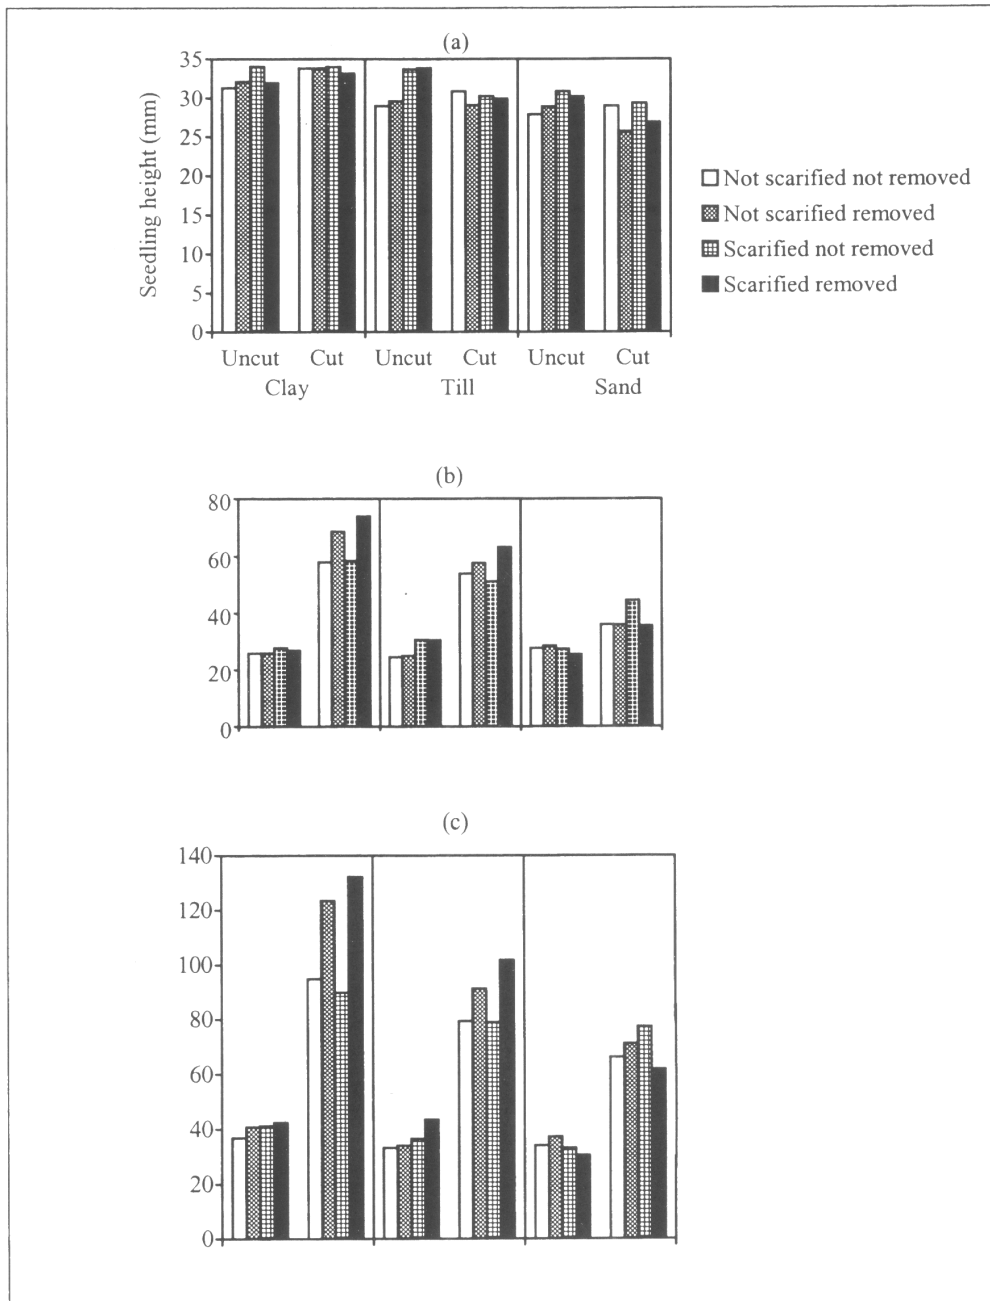 (a)
Seedling height (mm)
35
30
25
20
15
10
5
0
Uncut Cut Uncut Cut Uncut Cut
Clay Till Sand
Not scarified not removed
Not scarified removed
Scarified not removed
Scarified removed
(b)
80
60
40
20
0
(c)
140
120
100
80
60
40
20
0